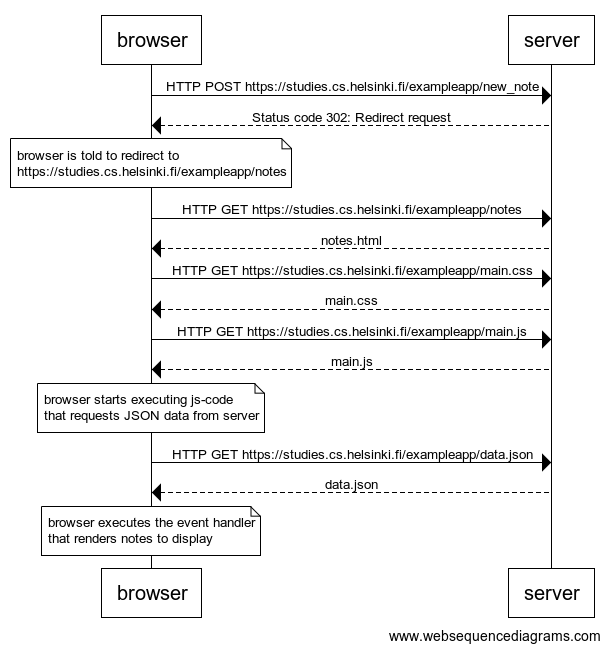 browser
server
HTTP POST https://studies.cs.helsinki.fi/exampleapp/new_note
Status code 302: Redirect request
browser is told to redirect to
https://studies.cs.helsinki.fi/exampleapp/notes
HTTP GET https://studies.cs.helsinki.fi/exampleapp/notes
notes.html
HTTP GET https://studies.cs.helsinki.fi/exampleapp/main.css
main.css
HTTP GET https://studies.cs.helsinki.fi/exampleapp/main.js
main.js
browser starts executing js-code
that requests JSON data from server
HTTP GET https://studies.cs.helsinki.fi/exampleapp/data.json
data.json
browser executes the event handler
that renders notes to display
browser
server
www.websequencediagrams.com